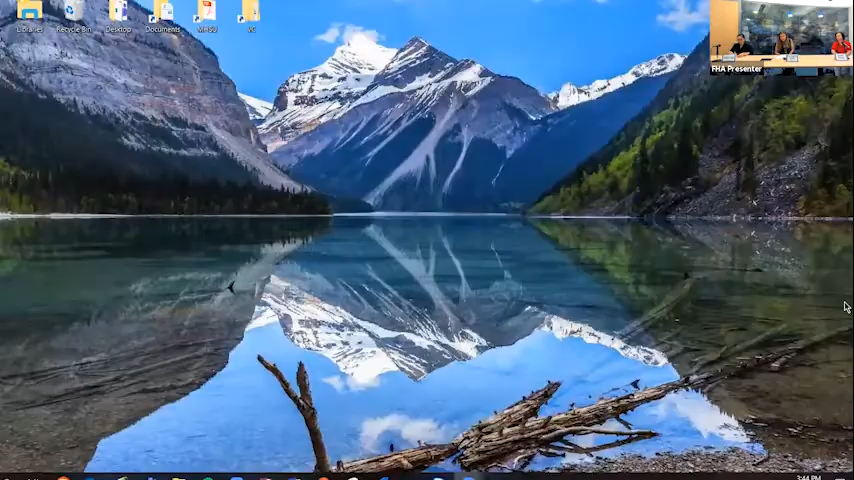 Libraries
Recycle Bin
Desktop
Documents
FHA Presenter
3:44 PM